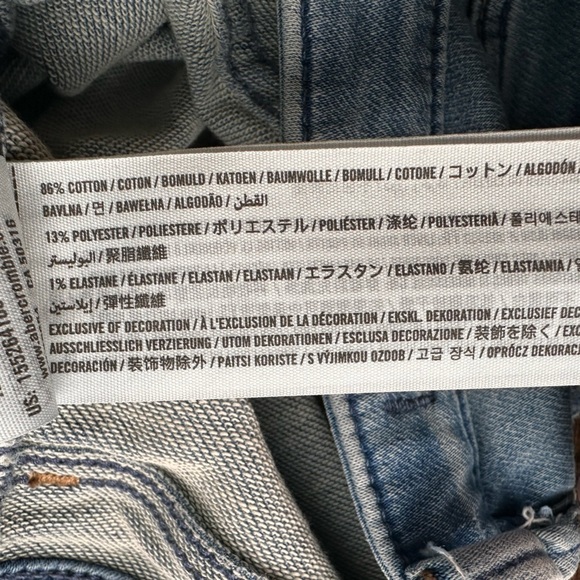 86% COTTON / COTON / BOMULD / KATOEN / BAUMWOLLE / BOMULL / COTONE / コットン / ALGODÓN /
BAVLNA / 면 / BAWEŁNA / ALGODÃO / القطن
13% POLYESTER / POLIESTERE / ポリエステル / POLIÉSTER / 涤纶 / POLYESTERIÄ / 폴리에스테
البوليستر / 聚脂纖維
1% ELASTANE / ÉLASTANE / ELASTAN / ELASTAAN / エラスタン / ELASTANO / 氨纶 / ELASTAANIA /
إيلاستين / 彈性纖維
EXCLUSIVE OF DECORATION / À L'EXCLUSION DE LA DÉCORATION / EKSKL. DEKORATION / EXCLUSIEF DEC
AUSSCHLIESSLICH VERZIERUNG / UTOM DEKORATIONEN / ESCLUSA DECORAZIONE / 装飾を除く / EXC
DECORACIÓN / 装饰物除外 / PAITSI KORISTE / S VÝJIMKOU OZDOB / 고급 장식 / OPRÓCZ DEKORAC